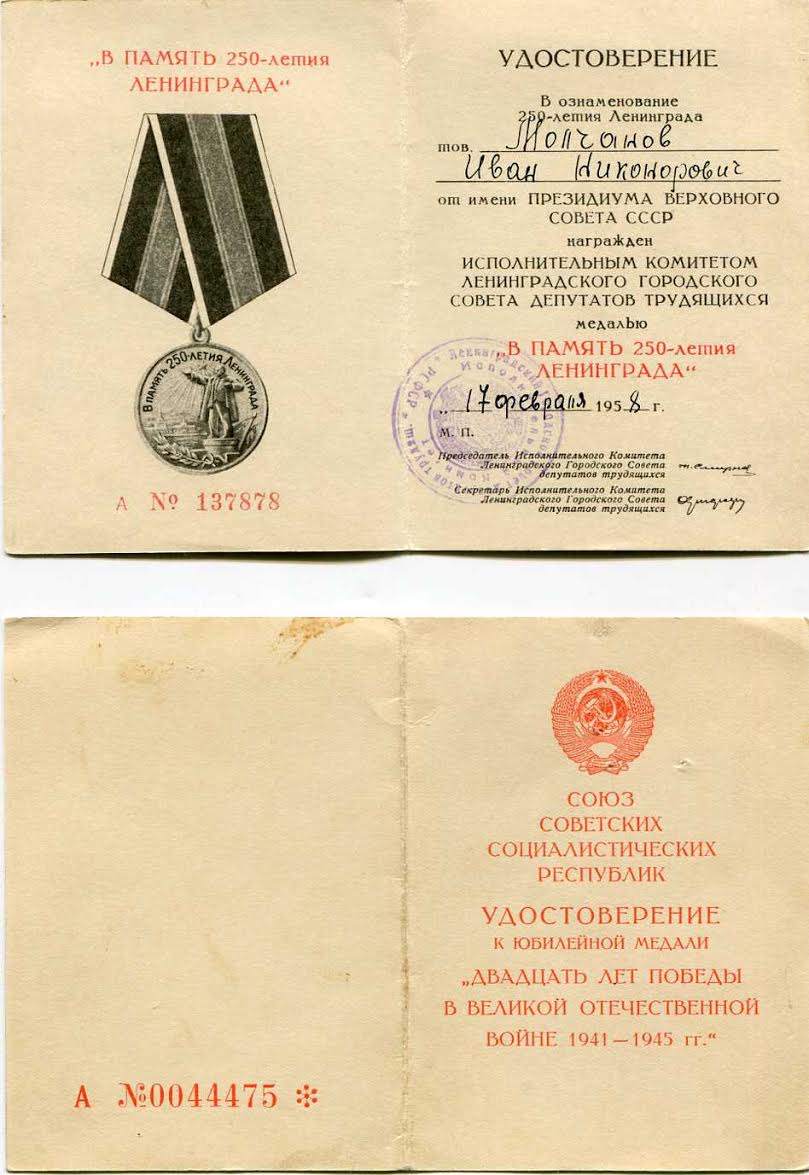 „В ПАМЯТЬ 250-летия
ЛЕНИНГРАДА“
В ПАМЯТЬ 250-ЛЕТИЯ ЛЕНИНГРАДА
А № 137878
УДОСТОВЕРЕНИЕ
В ознаменование
250-летия Ленинграда
тов. Молчанов
Иван Никонорович
от имени ПРЕЗИДИУМА ВЕРХОВНОГО
СОВЕТА СССР
награжден
ИСПОЛНИТЕЛЬНЫМ КОМИТЕТОМ
ЛЕНИНГРАДСКОГО ГОРОДСКОГО
СОВЕТА ДЕПУТАТОВ ТРУДЯЩИХСЯ
медалью
„В ПАМЯТЬ 250-летия
ЛЕНИНГРАДА“
„17 февраля 1958 г.
М. П.
Председатель Исполнительного Комитета
Ленинградского Городского Совета
депутатов трудящихся
Секретарь Исполнительного Комитета
Ленинградского Городского Совета
депутатов трудящихся
СОЮЗ
СОВЕТСКИХ
СОЦИАЛИСТИЧЕСКИХ
РЕСПУБЛИК
УДОСТОВЕРЕНИЕ
К ЮБИЛЕЙНОЙ МЕДАЛИ
„ДВАДЦАТЬ ЛЕТ ПОБЕДЫ
В ВЕЛИКОЙ ОТЕЧЕСТВЕННОЙ
ВОЙНЕ 1941—1945 гг.“
А №0044475 ✻